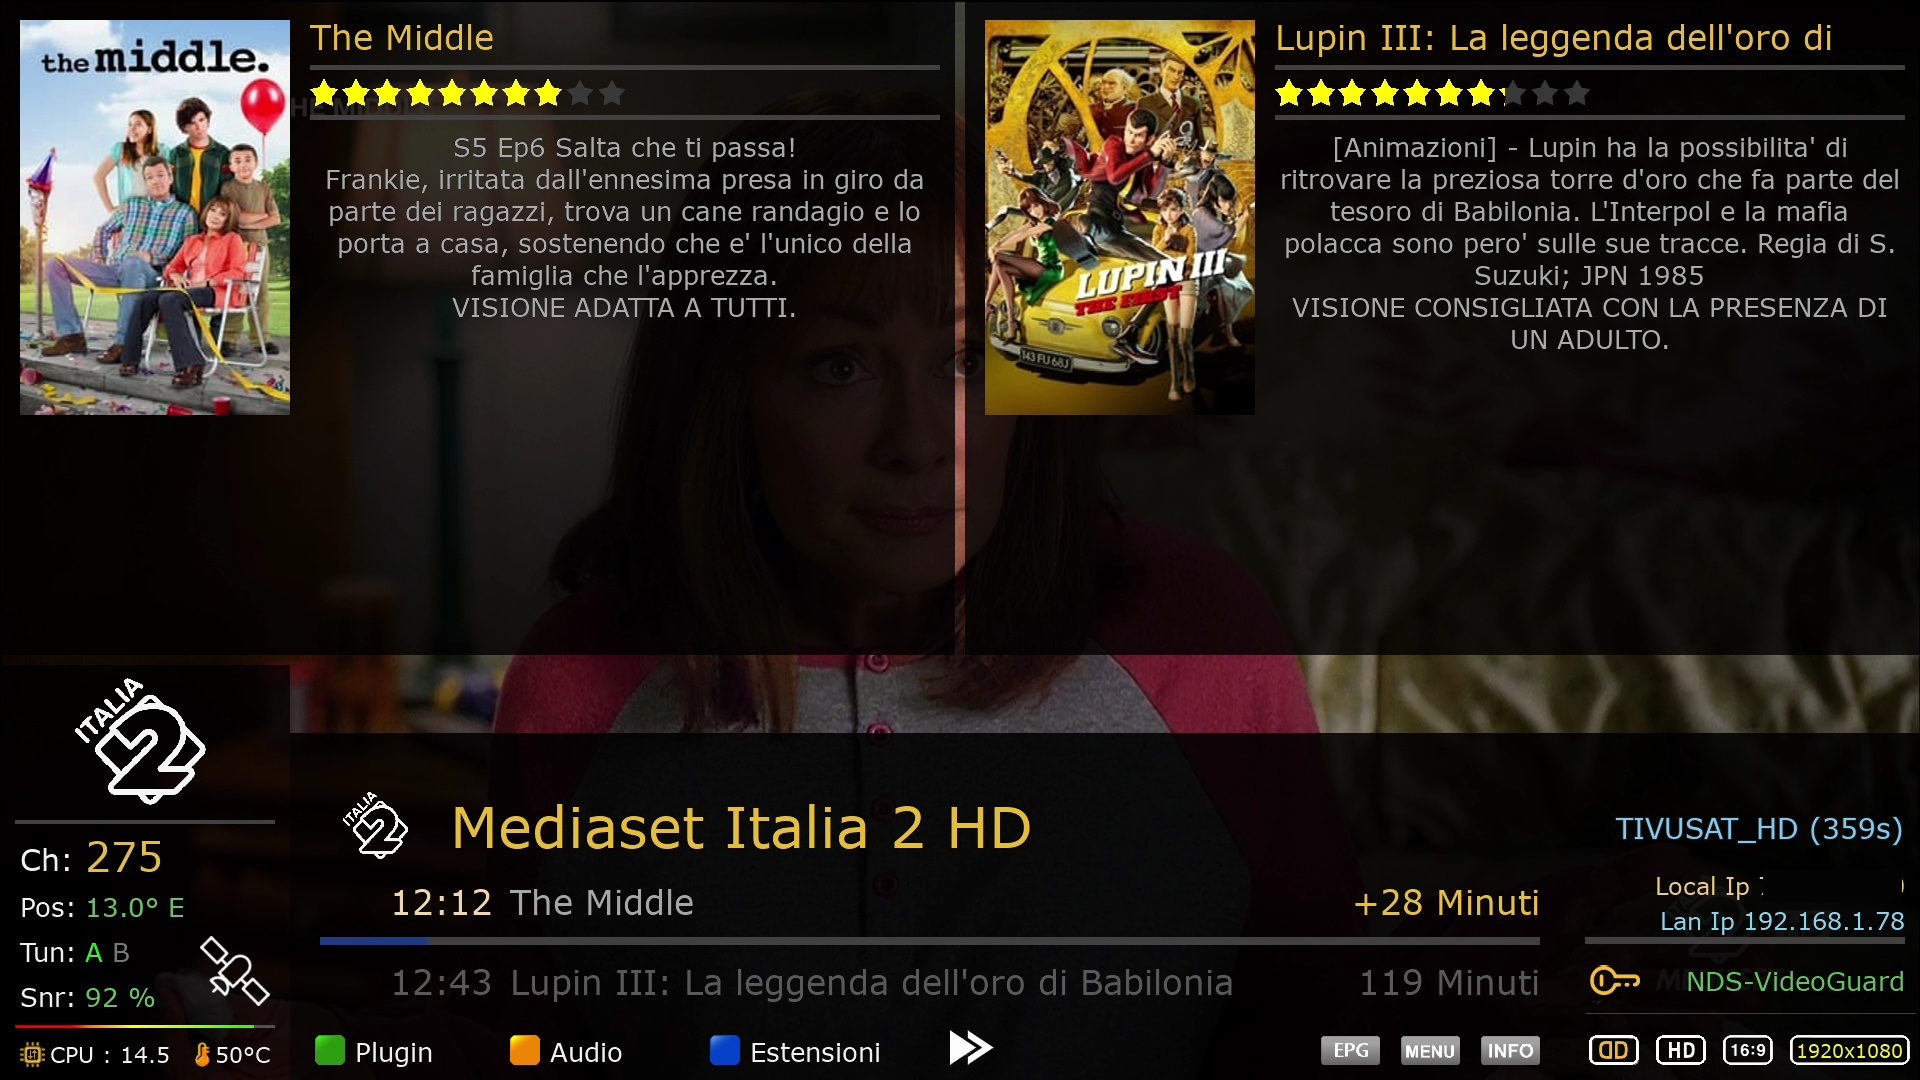 the middle.
The Middle
S5 Ep6 Salta che ti passa!
Frankie, irritata dall'ennesima presa in giro da
parte dei ragazzi, trova un cane randagio e lo
porta a casa, sostenendo che e' l'unico della
famiglia che l'apprezza.
VISIONE ADATTA A TUTTI.
LUPIN III
THE FIRST
143 FU 68J
Lupin III: La leggenda dell'oro di
[Animazioni] - Lupin ha la possibilita' di
ritrovare la preziosa torre d'oro che fa parte del
tesoro di Babilonia. L'Interpol e la mafia
polacca sono pero' sulle sue tracce. Regia di S.
Suzuki; JPN 1985
VISIONE CONSIGLIATA CON LA PRESENZA DI
UN ADULTO.
ITALIA
2
Ch: 275
Pos: 13.0° E
Tun: A B
Snr: 92 %
CPU : 14.5 50°C
ITALIA
2
Mediaset Italia 2 HD
12:12 The Middle +28 Minuti
12:43 Lupin III: La leggenda dell'oro di Babilonia 119 Minuti
Plugin Audio Estensioni
EPG MENU INFO
TIVUSAT_HD (359s)
Local Ip
Lan Ip 192.168.1.78
NDS-VideoGuard
HD 16:9 1920x1080